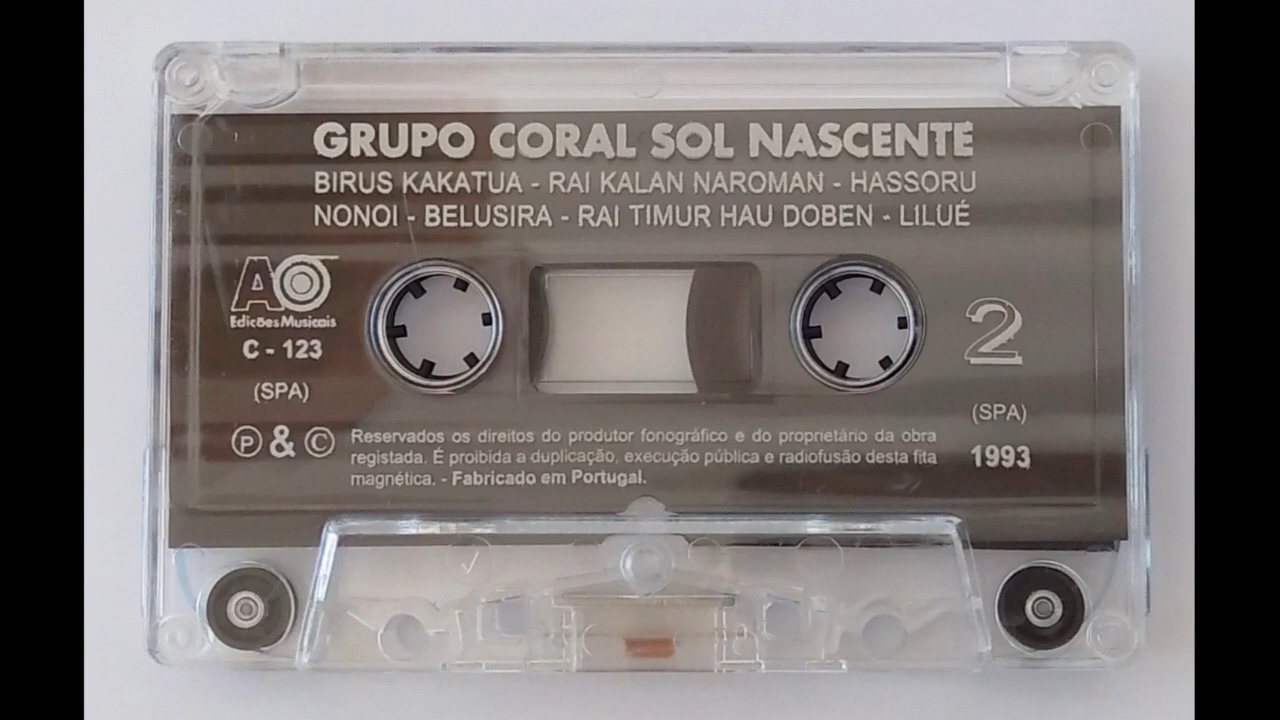 GRUPO CORAL SOL NASCENTE
BIRUS KAKATUA - RAI KALAN NAROMAN - HASSORU
NONOI - BELUSIRA - RAI TIMUR HAU DOBEN - LILUÉ
AO
Edições Musicais
C - 123
(SPA)
2
(SPA)
1993
Ⓟ & ©
Reservados os direitos do produtor fonográfico e do proprietário da obra
registada. É proibida a duplicação, execução pública e radiofusão desta fita
magnética. - Fabricado em Portugal.